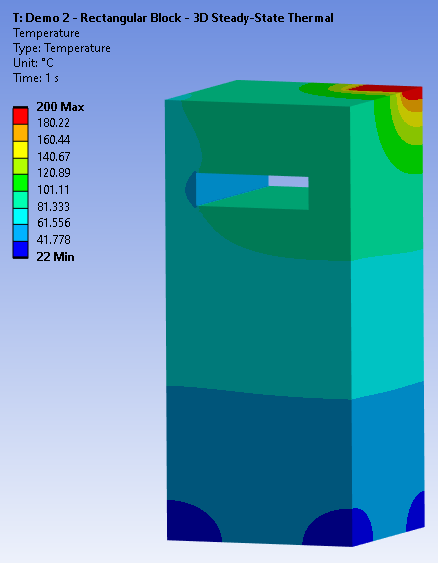 T: Demo 2 - Rectangular Block - 3D Steady-State Thermal
Temperature
Type: Temperature
Unit: °C
Time: 1 s
200 Max
180.22
160.44
140.67
120.89
101.11
81.333
61.556
41.778
22 Min